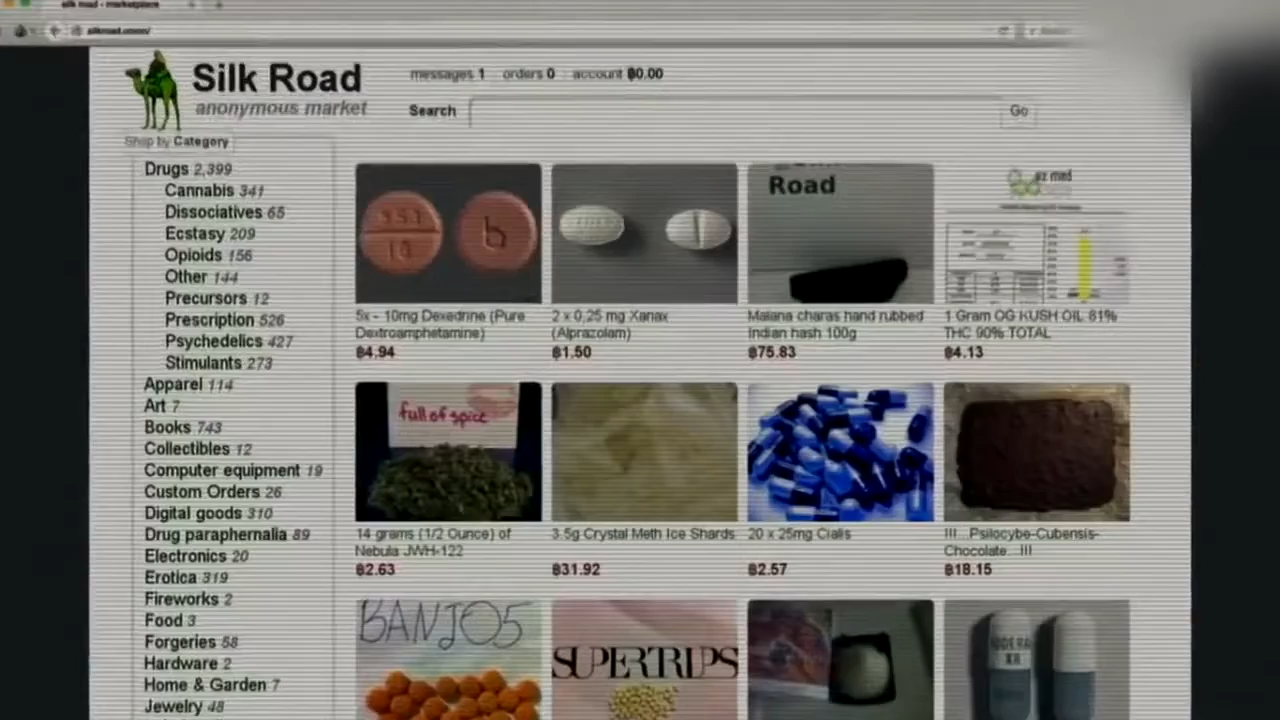 silk road - marketplace
Silk Road
anonymous market
messages 1 orders 0 account ฿0.00
Search
Go
Shop by Category
Drugs 2,399
Cannabis 341
Dissociatives 65
Ecstasy 209
Opioids 156
Other 144
Precursors 12
Prescription 526
Psychedelics 427
Stimulants 273
Apparel 114
Art 7
Books 743
Collectibles 12
Computer equipment 19
Custom Orders 26
Digital goods 310
Drug paraphernalia 89
Electronics 20
Erotica 319
Fireworks 2
Food 3
Forgeries 58
Hardware 2
Home & Garden 7
Jewelry 48
10
b
5x - 10mg Dexedrine (Pure
Dextroamphetamine)
฿4.94
2 x 0,25 mg Xanax
(Alprazolam)
฿1.50
Road
Malana charas hand rubbed
Indian hash 100g
฿75.83
1 Gram OG KUSH OIL 81%
THC 90% TOTAL
฿4.13
full of spice
14 grams (1/2 Ounce) of
Nebula JWH-122
฿2.63
3.5g Crystal Meth Ice Shards
฿31.92
20 x 25mg Cialis
฿2.57
!!!...Psilocybe-Cubensis-
Chocolate...!!!
฿18.15
BANJO5
SUPERTRIPS
XR